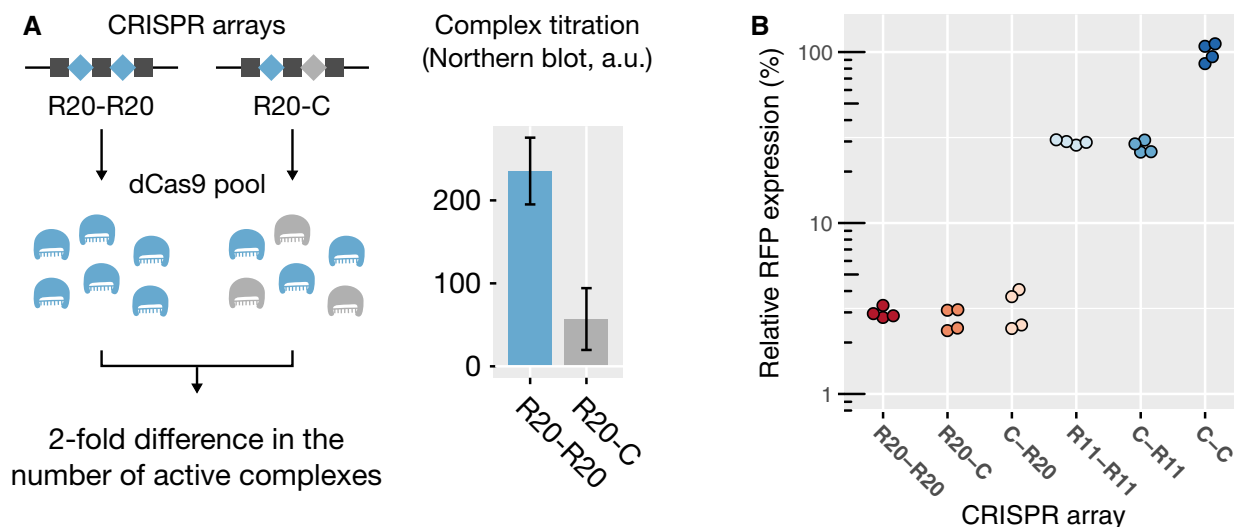 A
CRISPR arrays
R20-R20
R20-C
dCas9 pool
2-fold difference in the
number of active complexes
Complex titration
(Northern blot, a.u.)
200
100
0
R20-R20
R20-C
B
Relative RFP expression (%)
100
10
1
R20–R20
R20–C
C–R20
R11–R11
C–R11
C–C
CRISPR array